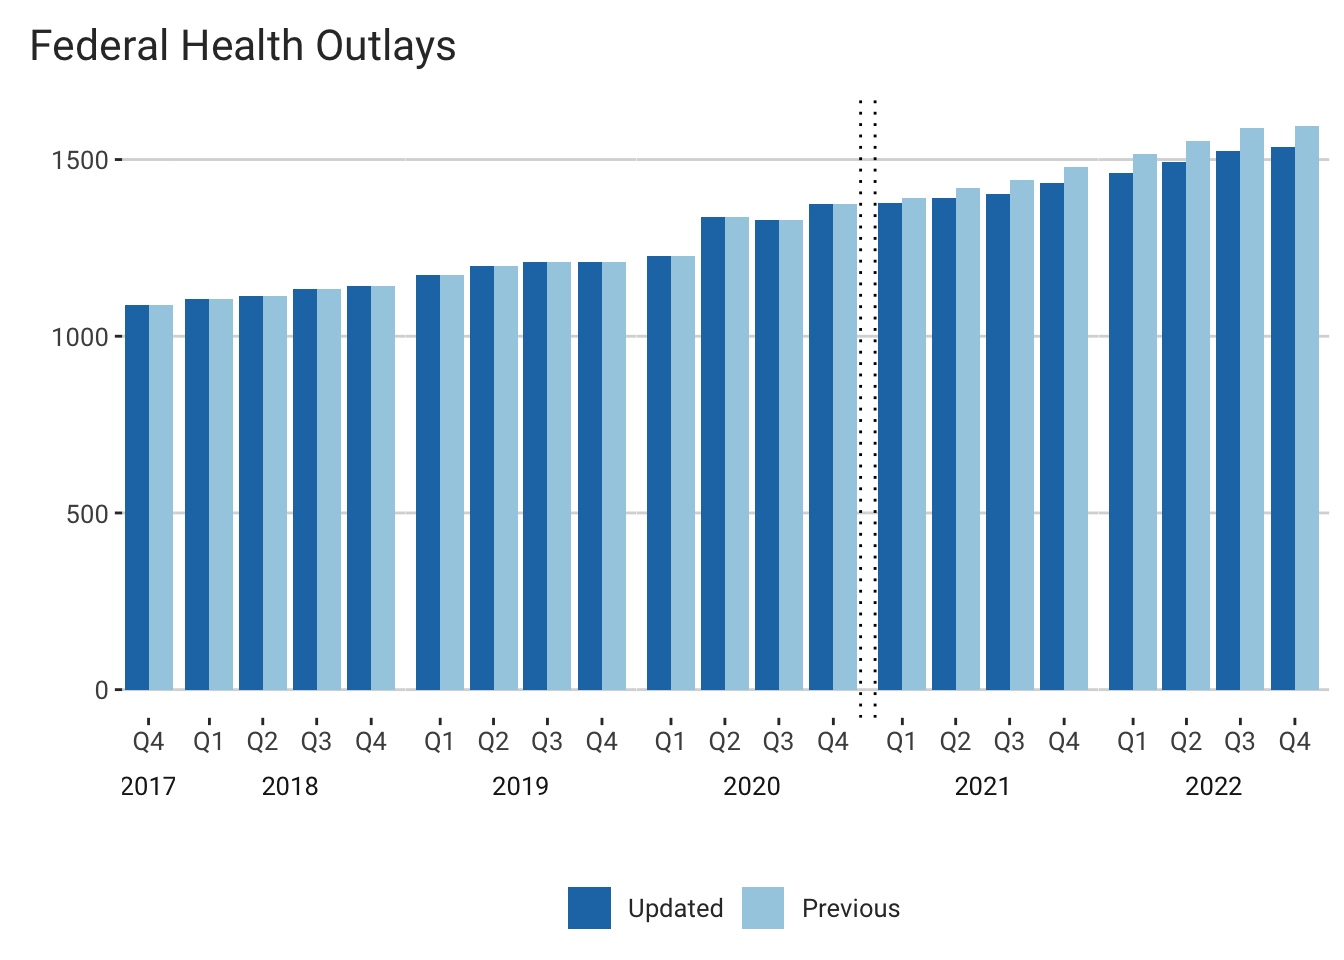 Federal Health Outlays
1500
1000
500
0
Q4 Q1 Q2 Q3 Q4 Q1 Q2 Q3 Q4 Q1 Q2 Q3 Q4 Q1 Q2 Q3 Q4 Q1 Q2 Q3 Q4
2017 2018 2019 2020 2021 2022
Updated Previous